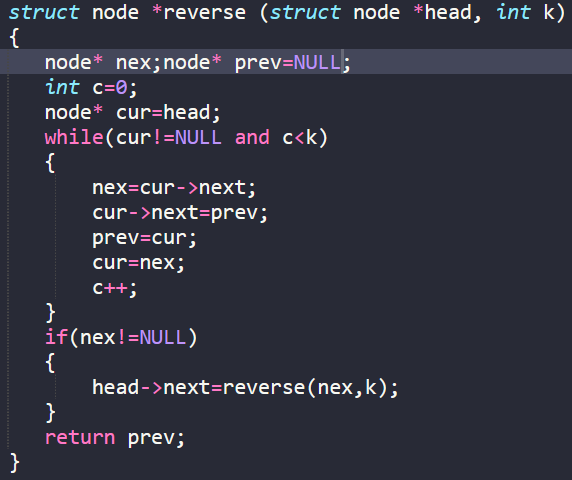 struct node *reverse (struct node *head, int k)
{
node* nex;node* prev=NULL;
int c=0;
node* cur=head;
while(cur!=NULL and c<k)
{
nex=cur->next;
cur->next=prev;
prev=cur;
cur=nex;
c++;
}
if(nex!=NULL)
{
head->next=reverse(nex,k);
}
return prev;
}